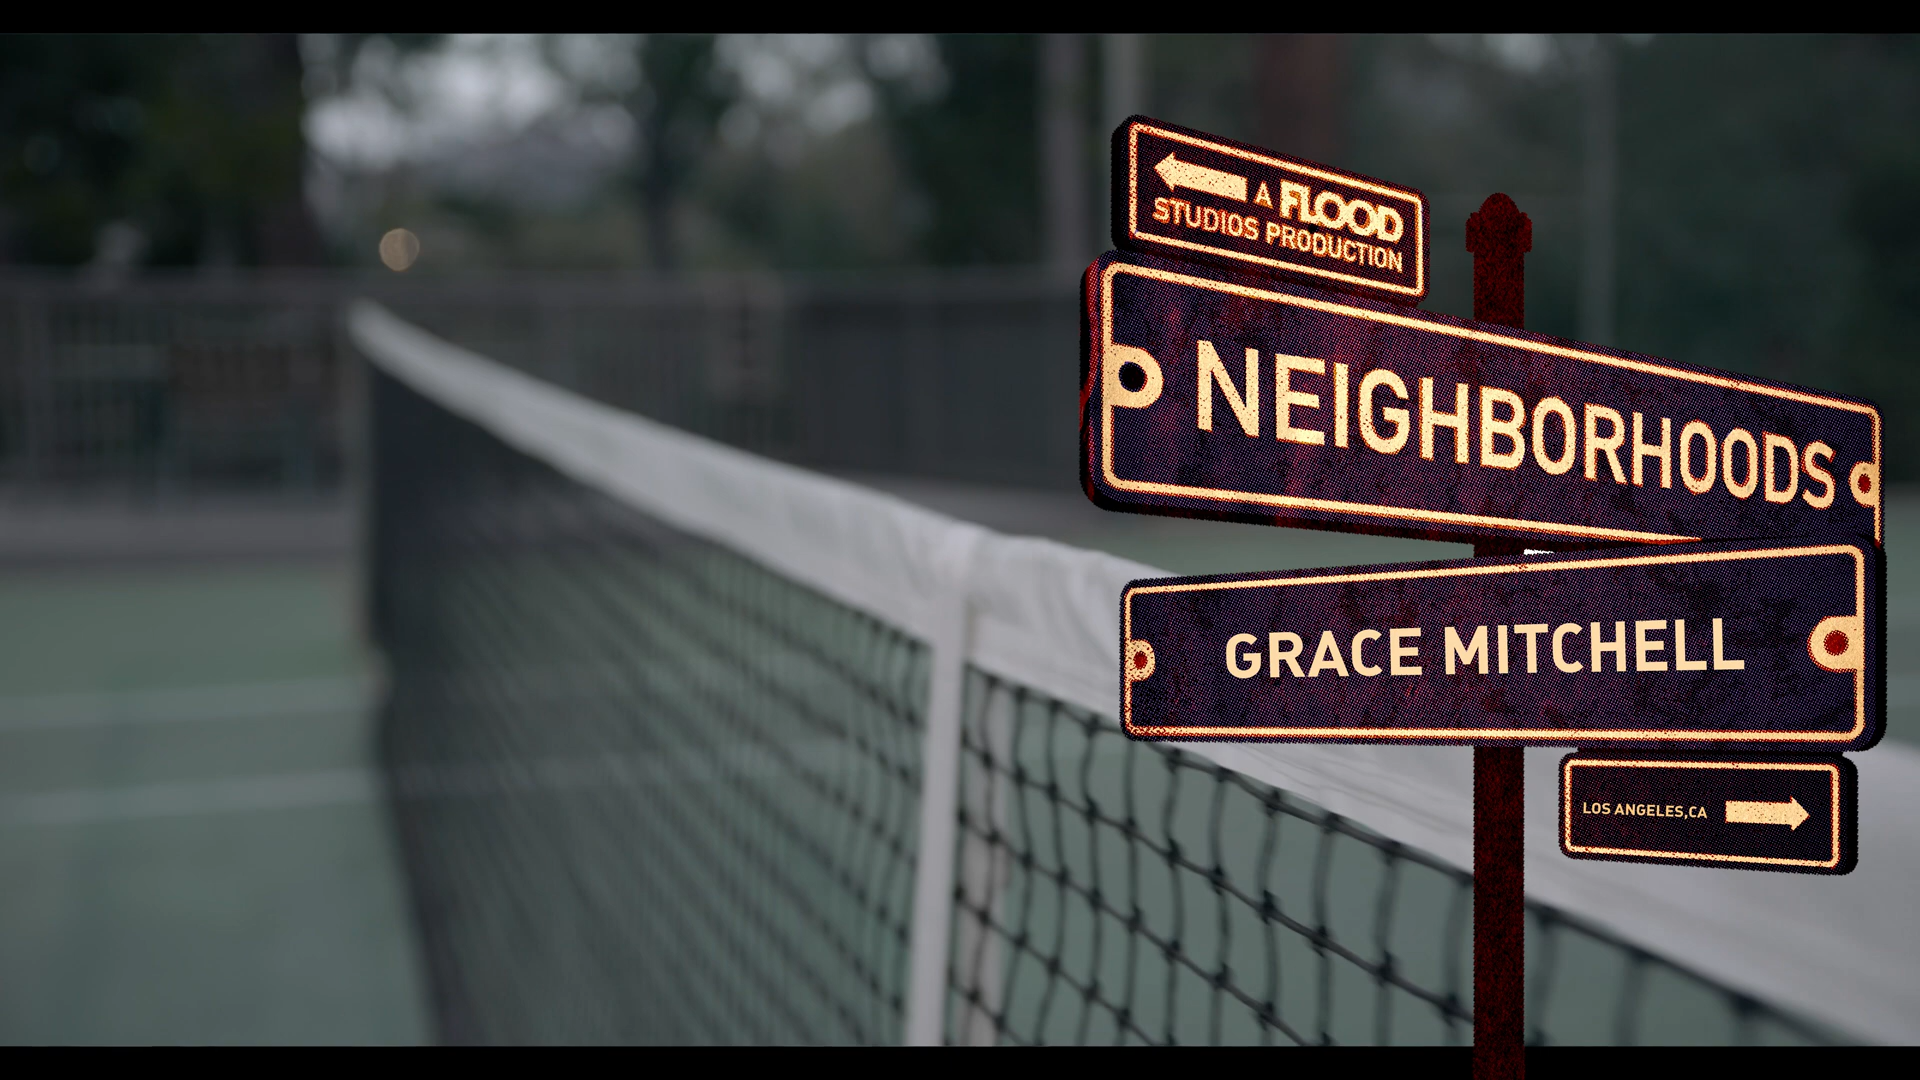 A FLOOD
STUDIOS PRODUCTION
NEIGHBORHOODS
GRACE MITCHELL
LOS ANGELES,CA